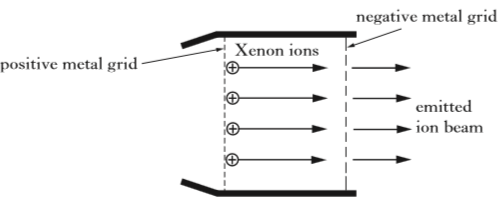 negative metal grid
Xenon ions
positive metal grid
emitted
ion beam